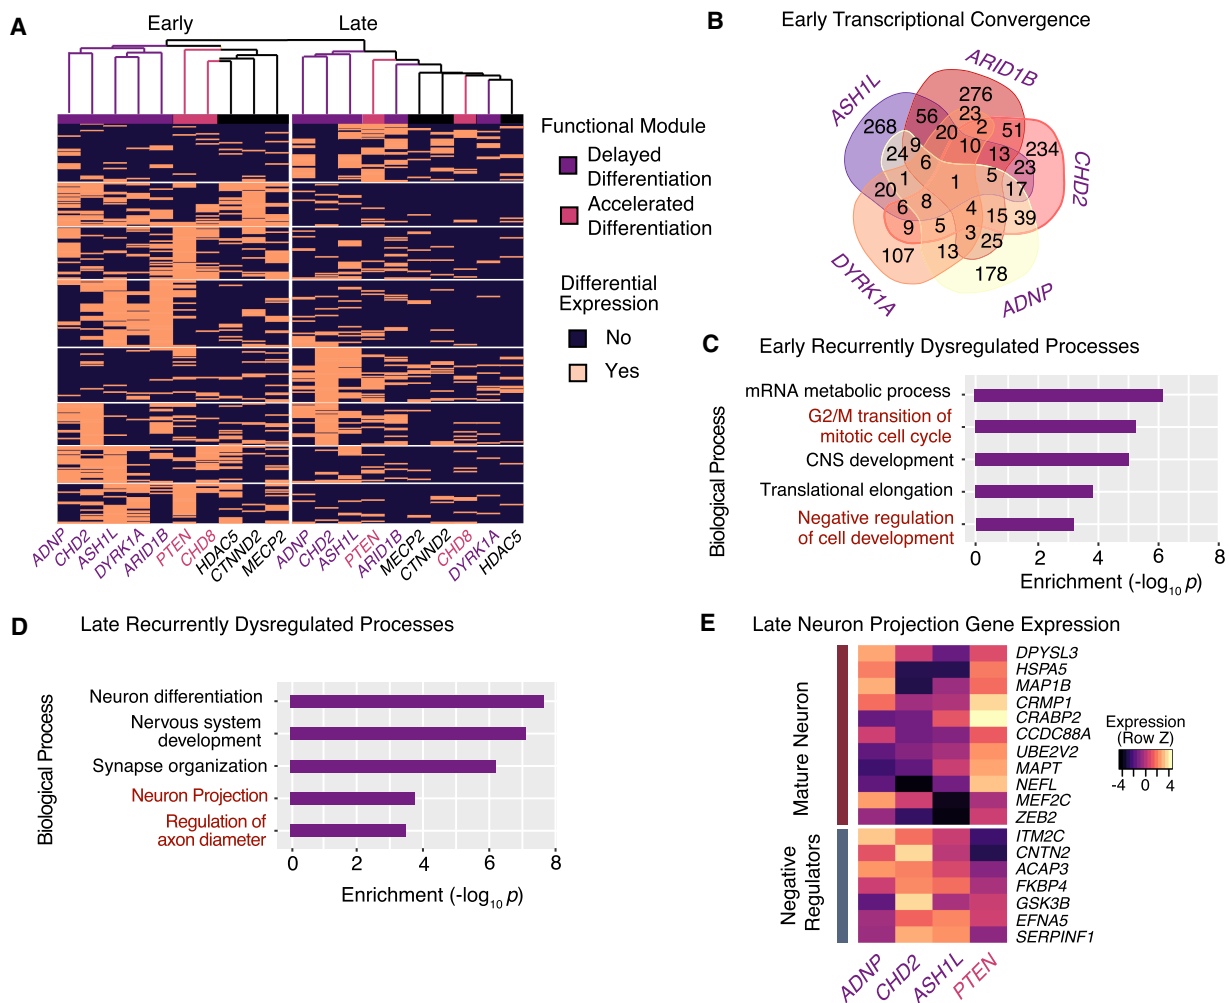 A
Early
Late
ADNP
CHD2
ASH1L
DYRK1A
ARID1B
PTEN
CHD8
HDAC5
CTNND2
MECP2
ADNP
CHD2
ASH1L
PTEN
ARID1B
MECP2
CTNND2
CHD8
DYRK1A
HDAC5
Functional Module
Delayed
Differentiation
Accelerated
Differentiation
Differential
Expression
No
Yes
B
Early Transcriptional Convergence
ASH1L
ARID1B
CHD2
ADNP
DYRK1A
276
268
56
23
2
51
234
20
10
9
24
6
13
23
1
1
5
17
20
8
6
4
15
39
9
5
3
25
107
13
178
C
Early Recurrently Dysregulated Processes
Biological Process
mRNA metabolic process
G2/M transition of
mitotic cell cycle
CNS development
Translational elongation
Negative regulation
of cell development
0 2 4 6 8
Enrichment (-log10 p)
D
Late Recurrently Dysregulated Processes
Biological Process
Neuron differentiation
Nervous system
development
Synapse organization
Neuron Projection
Regulation of
axon diameter
0 2 4 6 8
Enrichment (-log10 p)
E
Late Neuron Projection Gene Expression
Mature Neuron
Negative
Regulators
DPYSL3
HSPA5
MAP1B
CRMP1
CRABP2
CCDC88A
UBE2V2
MAPT
NEFL
MEF2C
ZEB2
ITM2C
CNTN2
ACAP3
FKBP4
GSK3B
EFNA5
SERPINF1
ADNP
CHD2
ASH1L
PTEN
Expression
(Row Z)
-4 0 4